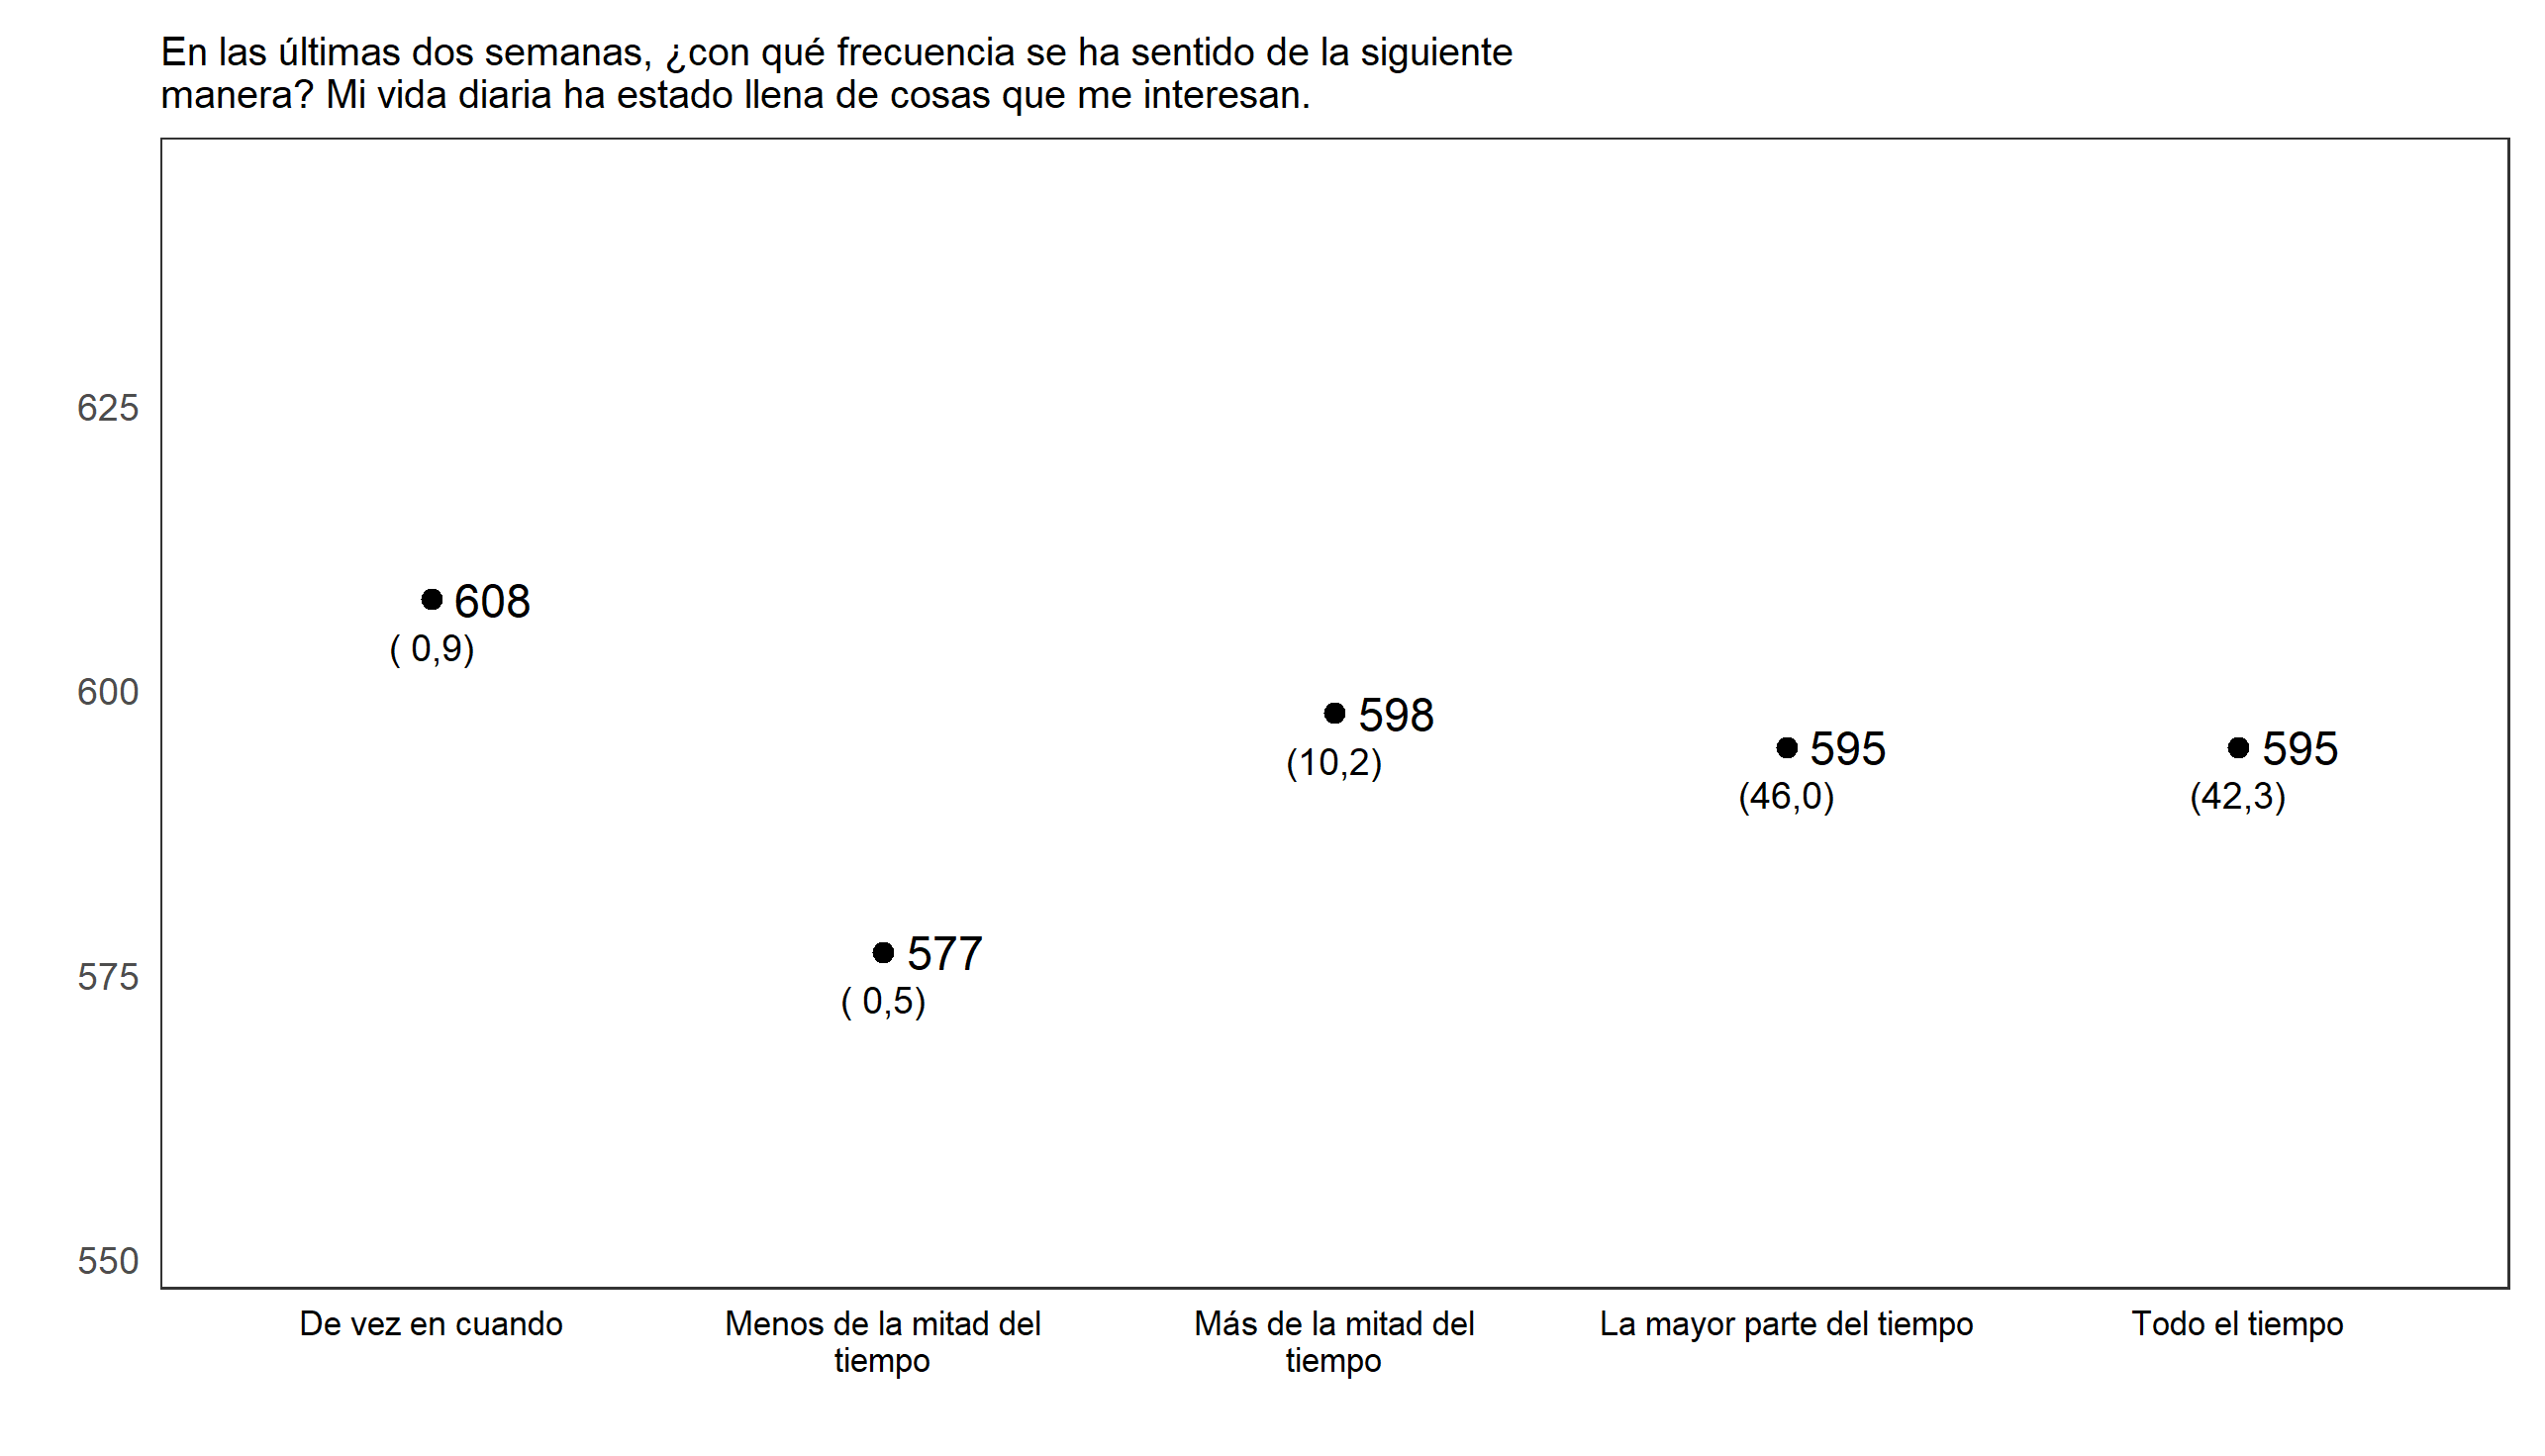 En las últimas dos semanas, ¿con qué frecuencia se ha sentido de la siguiente
manera? Mi vida diaria ha estado llena de cosas que me interesan.
625
600
575
550
608
( 0,9)
577
( 0,5)
598
(10,2)
595
(46,0)
595
(42,3)
De vez en cuando
Menos de la mitad del
tiempo
Más de la mitad del
tiempo
La mayor parte del tiempo
Todo el tiempo